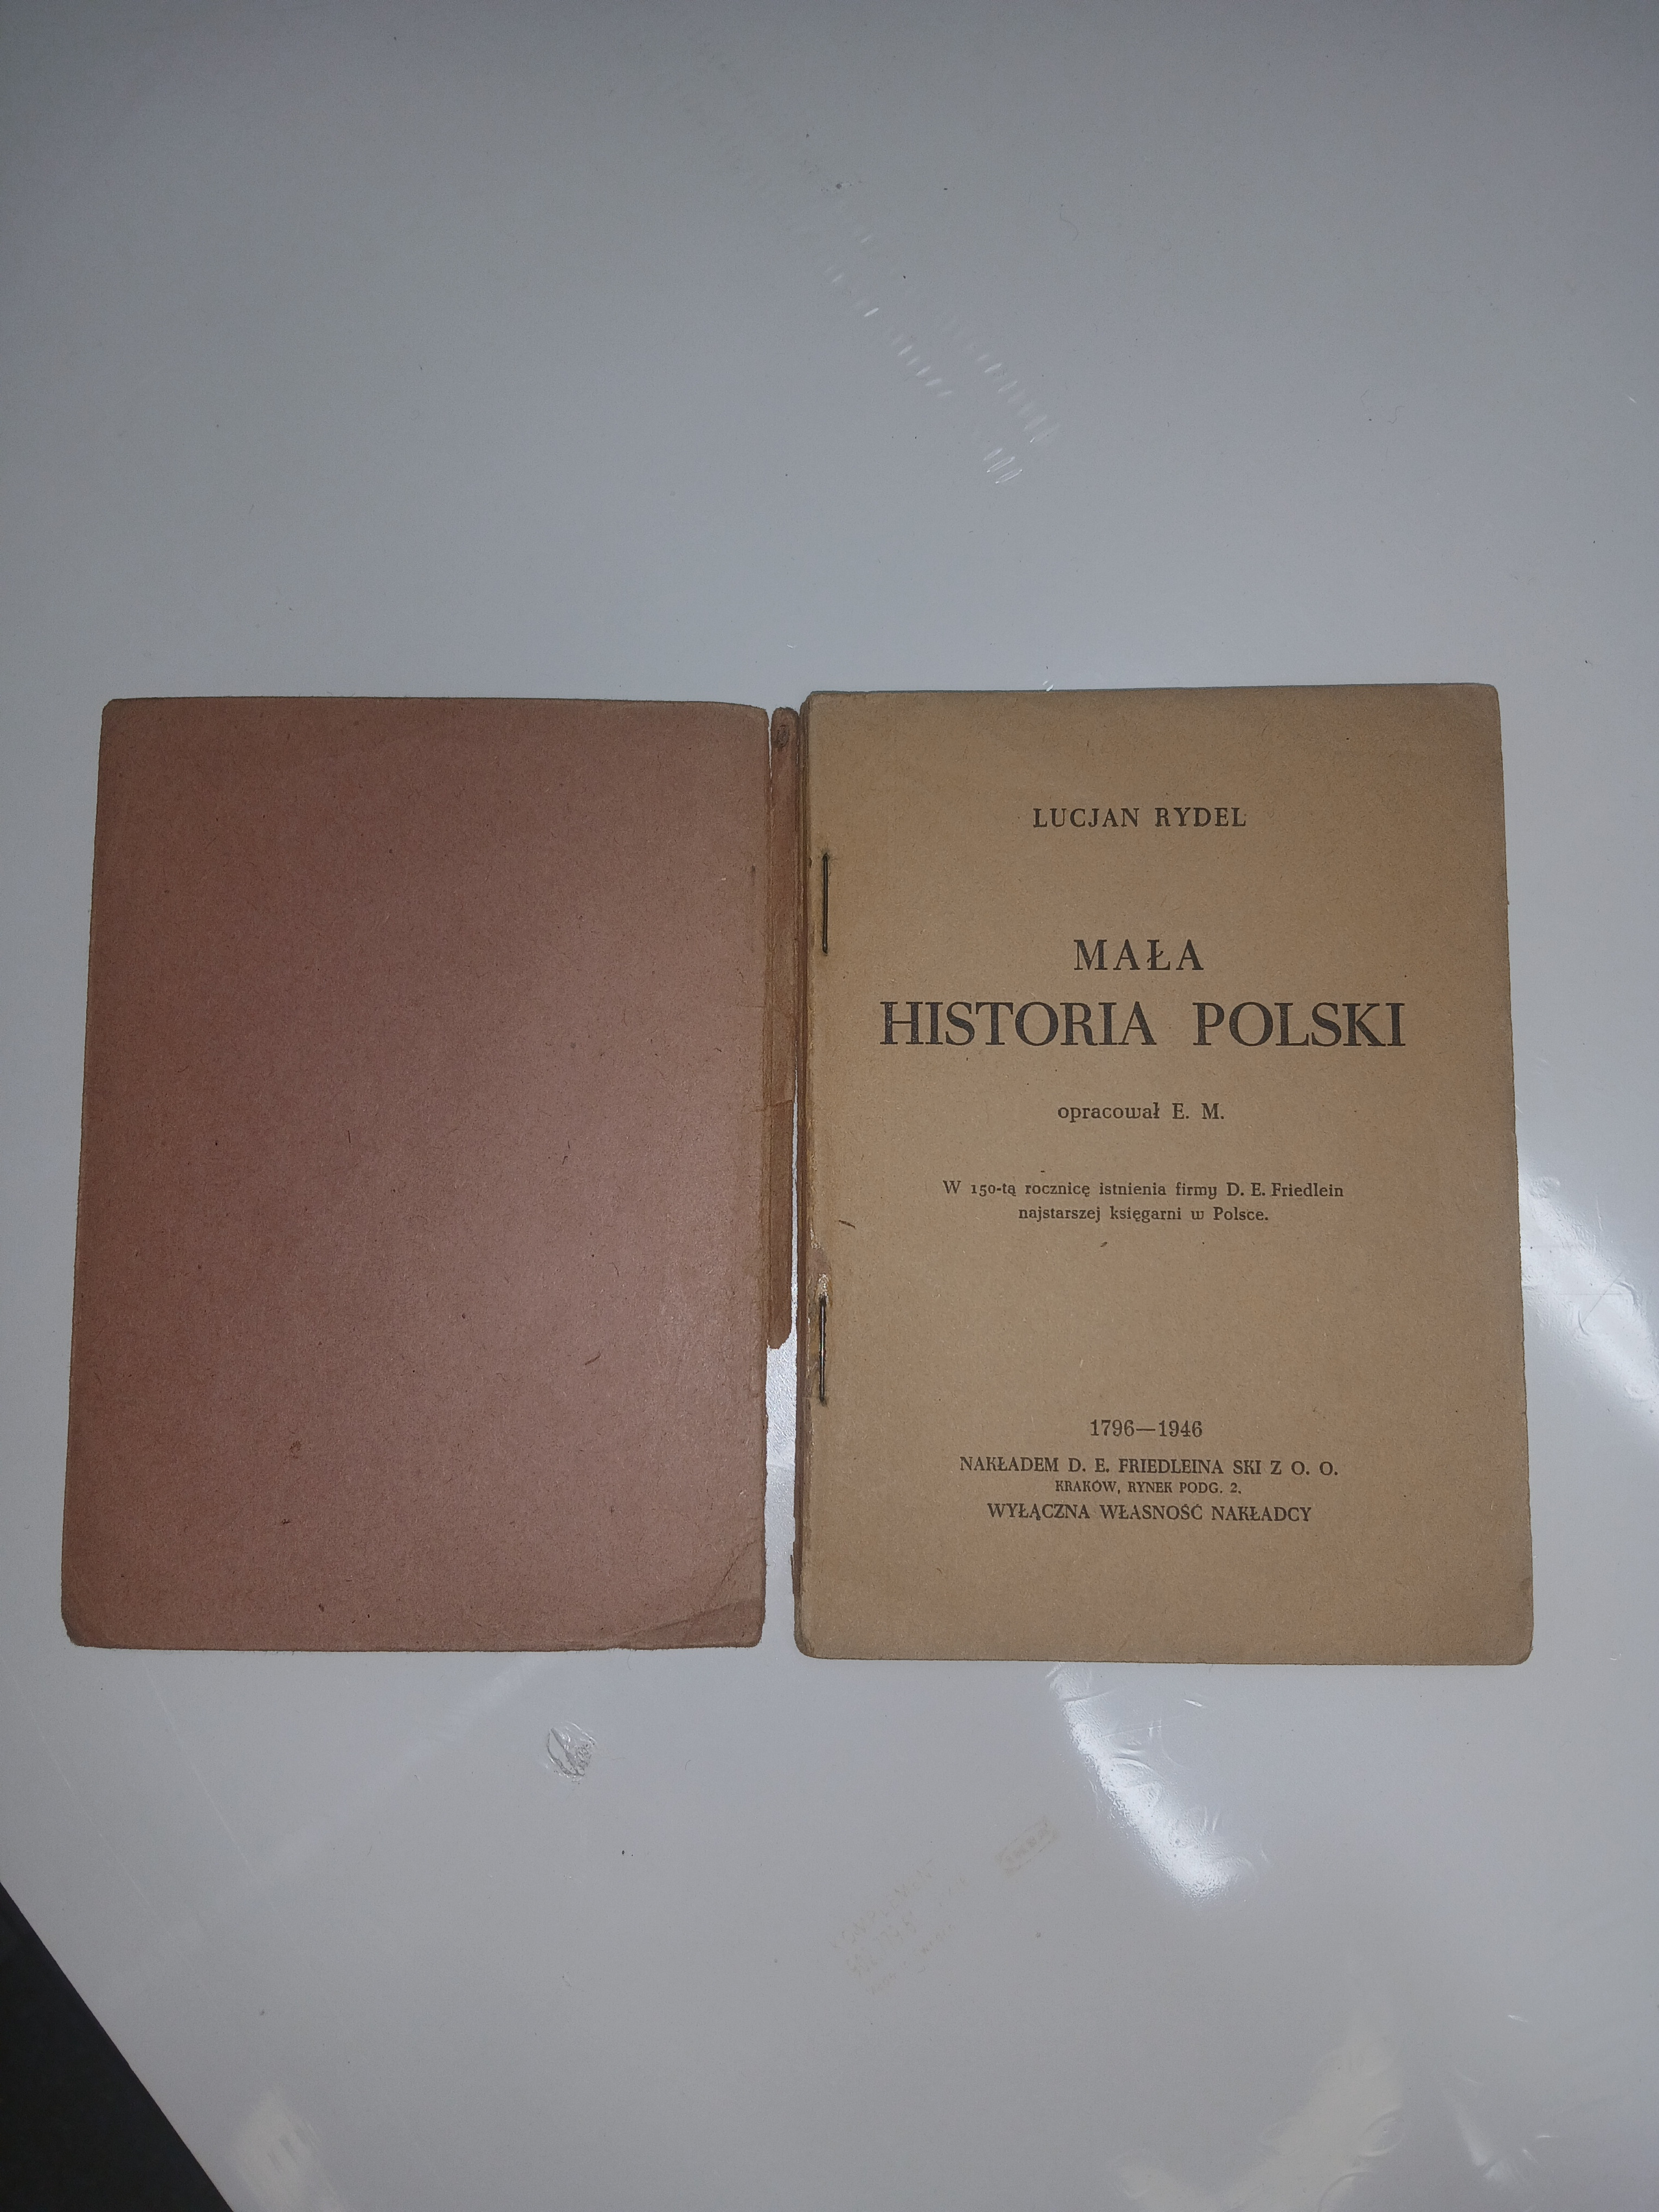 LUCJAN RYDEL
MAŁA
HISTORIA POLSKI
opracował E. M.
W 150-tą rocznicę istnienia firmy D. E. Friedlein
najstarszej księgarni w Polsce.
1796—1946
NAKŁADEM D. E. FRIEDLEINA SKI Z O. O.
KRAKÓW, RYNEK PODG. 2.
WYŁĄCZNA WŁASNOŚĆ NAKŁADCY